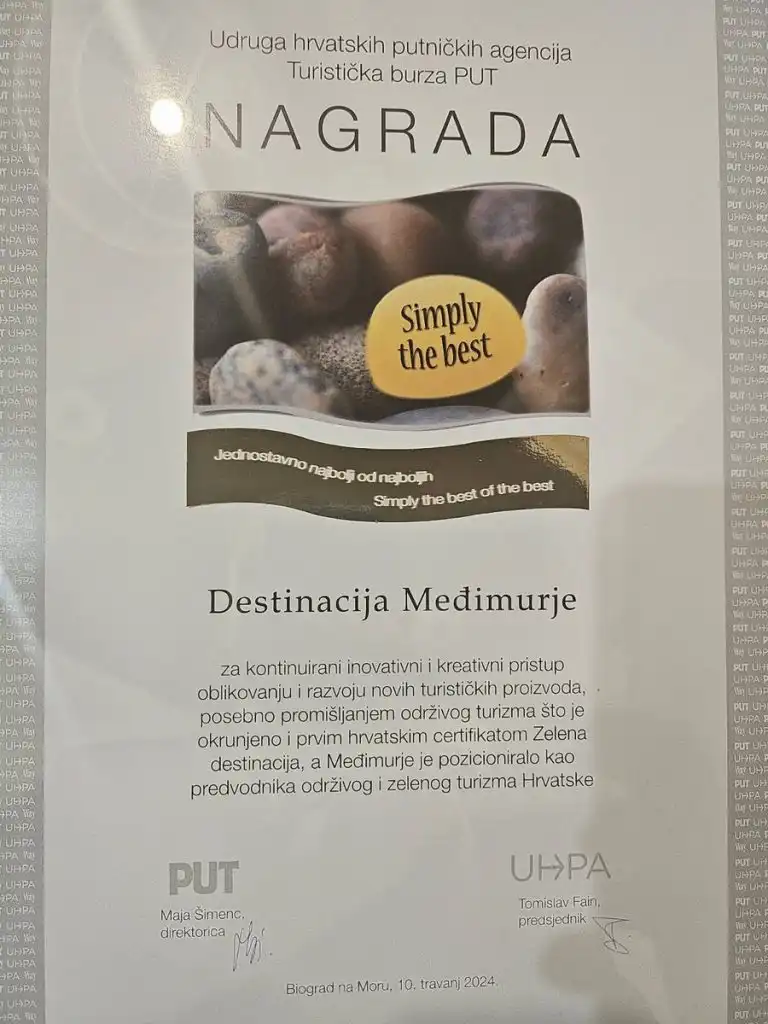 Udruga hrvatskih putničkih agencija
Turistička burza PUT
NAGRADA
Simply
the best
Jednostavno najbolji od najboljih
Simply the best of the best
Destinacija Međimurje
za kontinuirani inovativni i kreativni pristup
oblikovanju i razvoju novih turističkih proizvoda,
posebno promišljanjem održivog turizma što je
okrunjeno i prvim hrvatskim certifikatom Zelena
destinacija, a Međimurje je pozicioniralo kao
predvodnika održivog i zelenog turizma Hrvatske
PUT
Maja Šimenc,
direktorica
UHPA
Tomislav Fain,
predsjednik
Biograd na Moru, 10. travanj 2024.